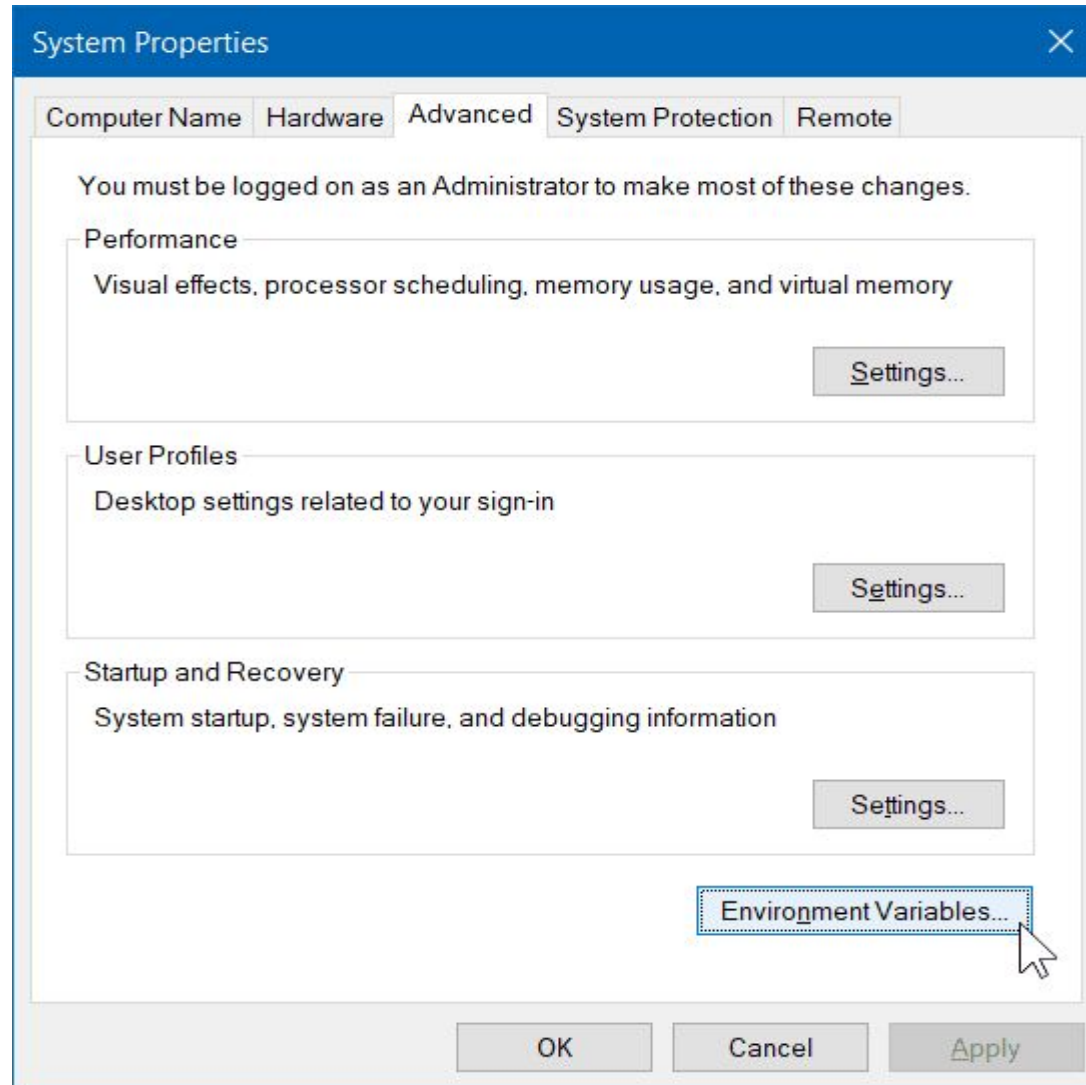 System Properties
Computer Name Hardware Advanced System Protection Remote
You must be logged on as an Administrator to make most of these changes.
Performance
Visual effects, processor scheduling, memory usage, and virtual memory
Settings...
User Profiles
Desktop settings related to your sign-in
Settings...
Startup and Recovery
System startup, system failure, and debugging information
Settings...
Environment Variables...
OK Cancel Apply